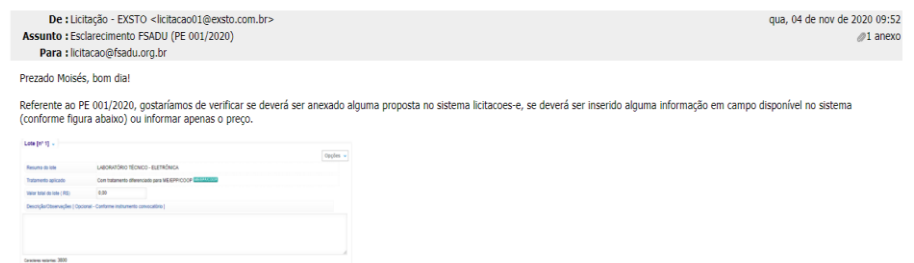 De : Licitação - EXSTO <licitacao01@exsto.com.br>
qua, 04 de nov de 2020 09:52
Assunto : Esclarecimento FSADU (PE 001/2020)
1 anexo
Para : licitacao@fsadu.org.br
Prezado Moisés, bom dia!
Referente ao PE 001/2020, gostaríamos de verificar se deverá ser anexado alguma proposta no sistema licitacoes-e, se deverá ser inserido alguma informação em campo disponível no sistema
(conforme figura abaixo) ou informar apenas o preço.
Lote [nº 1]
Opções
Resumo do lote LABORATÓRIO TÉCNICO - ELETRÔNICA
Tratamento aplicado Com tratamento diferenciado para ME/EPP/COOP
Valor total do lote (R$) 0,00
Descrição/Observações ( Opcional - Conforme instrumento convocatório )
3800